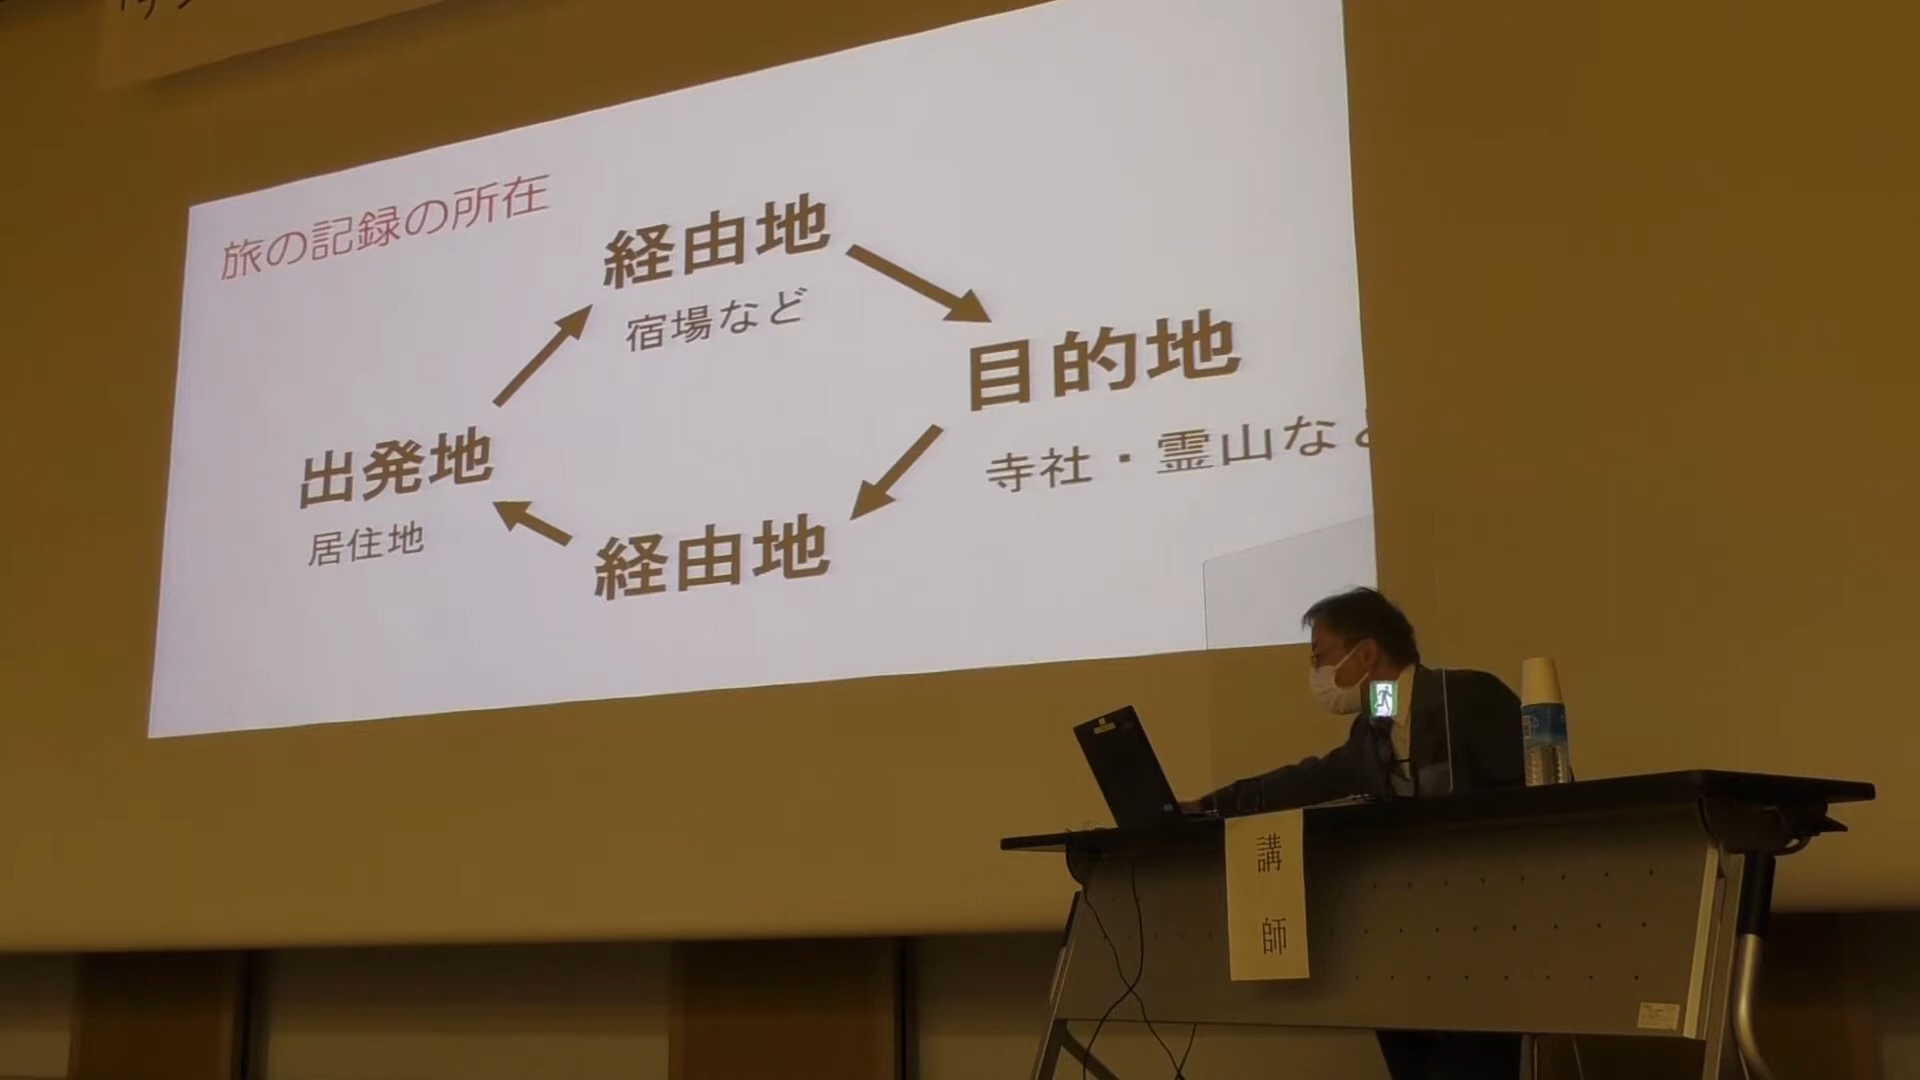 旅の記録の所在
経由地
宿場など
目的地
寺社・霊山など
出発地
居住地
経由地
講師